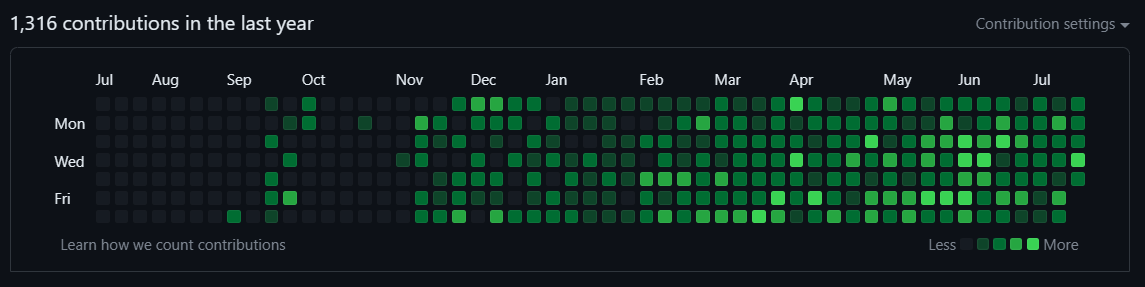 1,316 contributions in the last year
Contribution settings
Jul Aug Sep Oct Nov Dec Jan Feb Mar Apr May Jun Jul
Mon
Wed
Fri
Learn how we count contributions
Less More